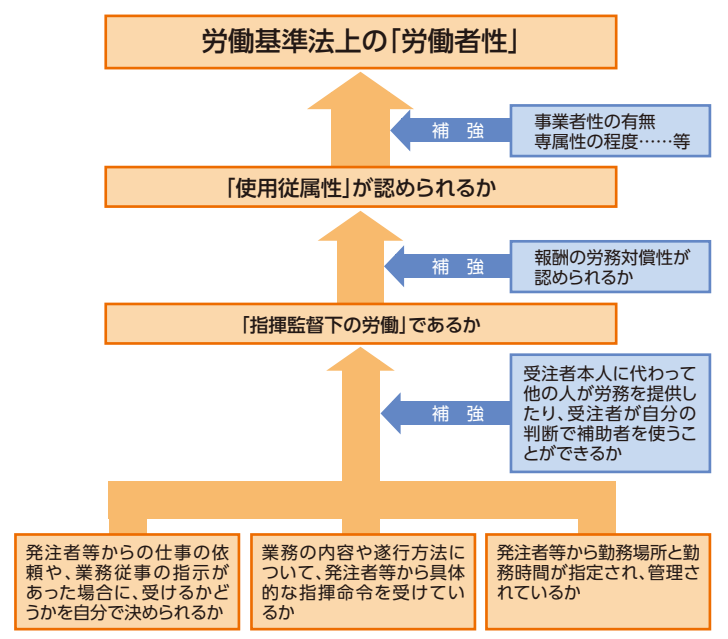 労働基準法上の「労働者性」
補 強
事業者性の有無
専属性の程度……等
「使用従属性」が認められるか
補 強
報酬の労務対償性が
認められるか
「指揮監督下の労働」であるか
補 強
受注者本人に代わって
他の人が労務を提供し
たり、受注者が自分の
判断で補助者を使うこ
とができるか
発注者等からの仕事の依
頼や、業務従事の指示が
あった場合に、受けるかど
うかを自分で決められるか
業務の内容や遂行方法に
ついて、発注者等から具体
的な指揮命令を受けてい
るか
発注者等から勤務場所と勤
務時間が指定され、管理さ
れているか